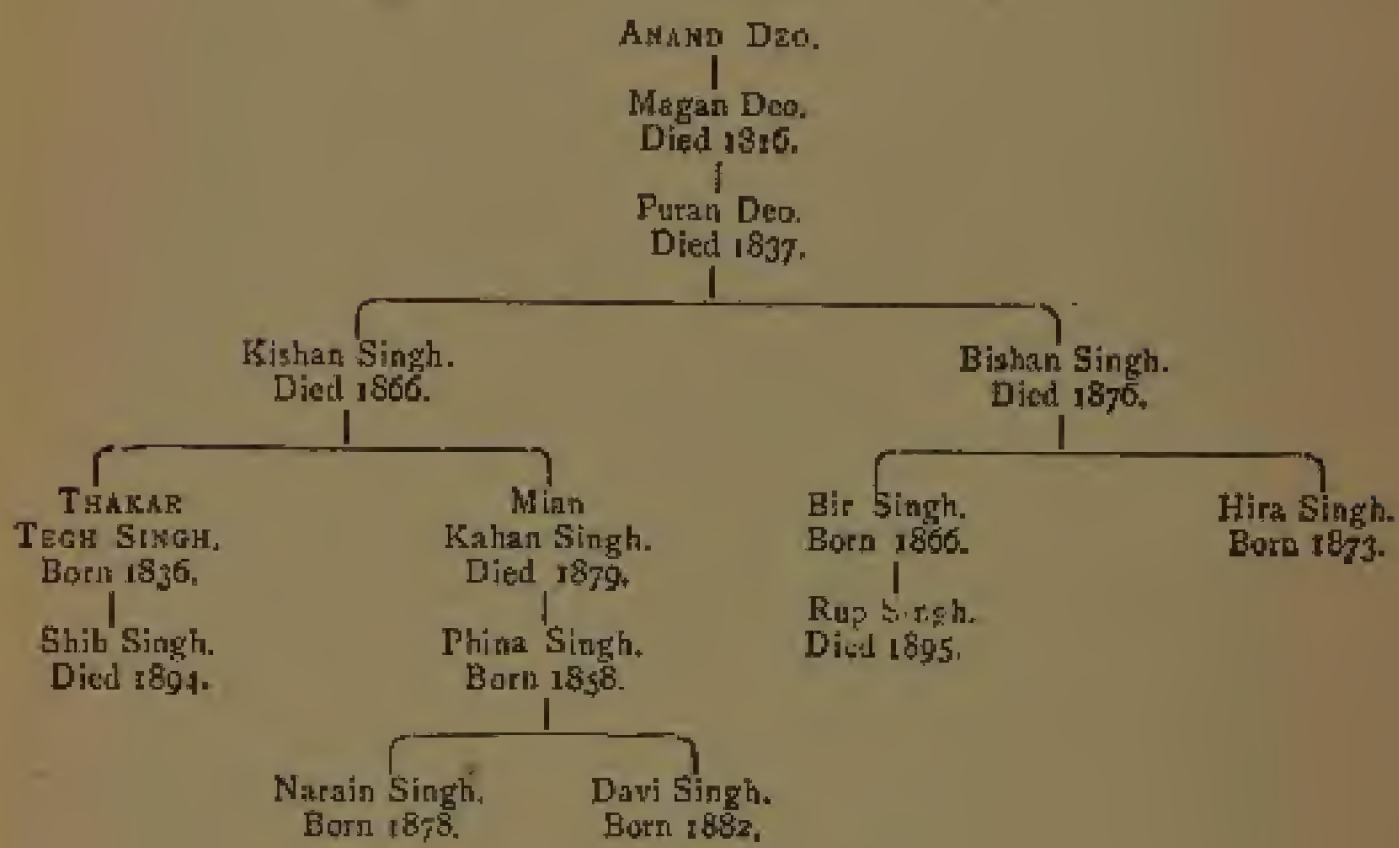 ANAND DEO.
Magan Deo.
Died 1816.
Puran Deo.
Died 1837.
Kishan Singh.
Died 1866.
Bishan Singh.
Died 1876.
THAKAR
TEGH SINGH,
Born 1836.
Mian
Kahan Singh.
Died 1879.
Bir Singh.
Born 1866.
Hira Singh.
Born 1873.
Shib Singh.
Died 1894.
Phina Singh.
Born 1858.
Rup Singh.
Died 1895.
Narain Singh.
Born 1878.
Davi Singh.
Born 1882.